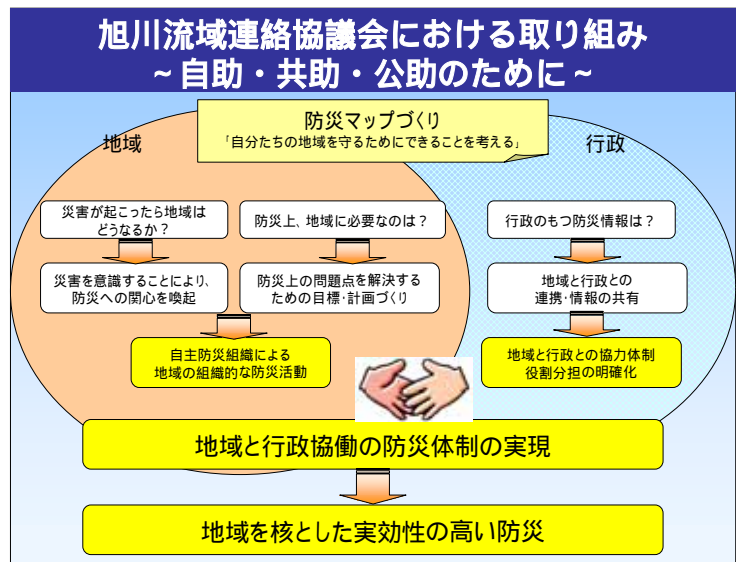 旭川流域連絡協議会における取り組み
~自助・共助・公助のために~
防災マップづくり
「自分たちの地域を守るためにできることを考える」
地域
行政
災害が起こったら地域は
どうなるか?
防災上、地域に必要なのは?
行政のもつ防災情報は?
災害を意識することにより、
防災への関心を喚起
防災上の問題点を解決する
ための目標・計画づくり
地域と行政との
連携・情報の共有
自主防災組織による
地域の組織的な防災活動
地域と行政との協力体制
役割分担の明確化
地域と行政協働の防災体制の実現
地域を核とした実効性の高い防災